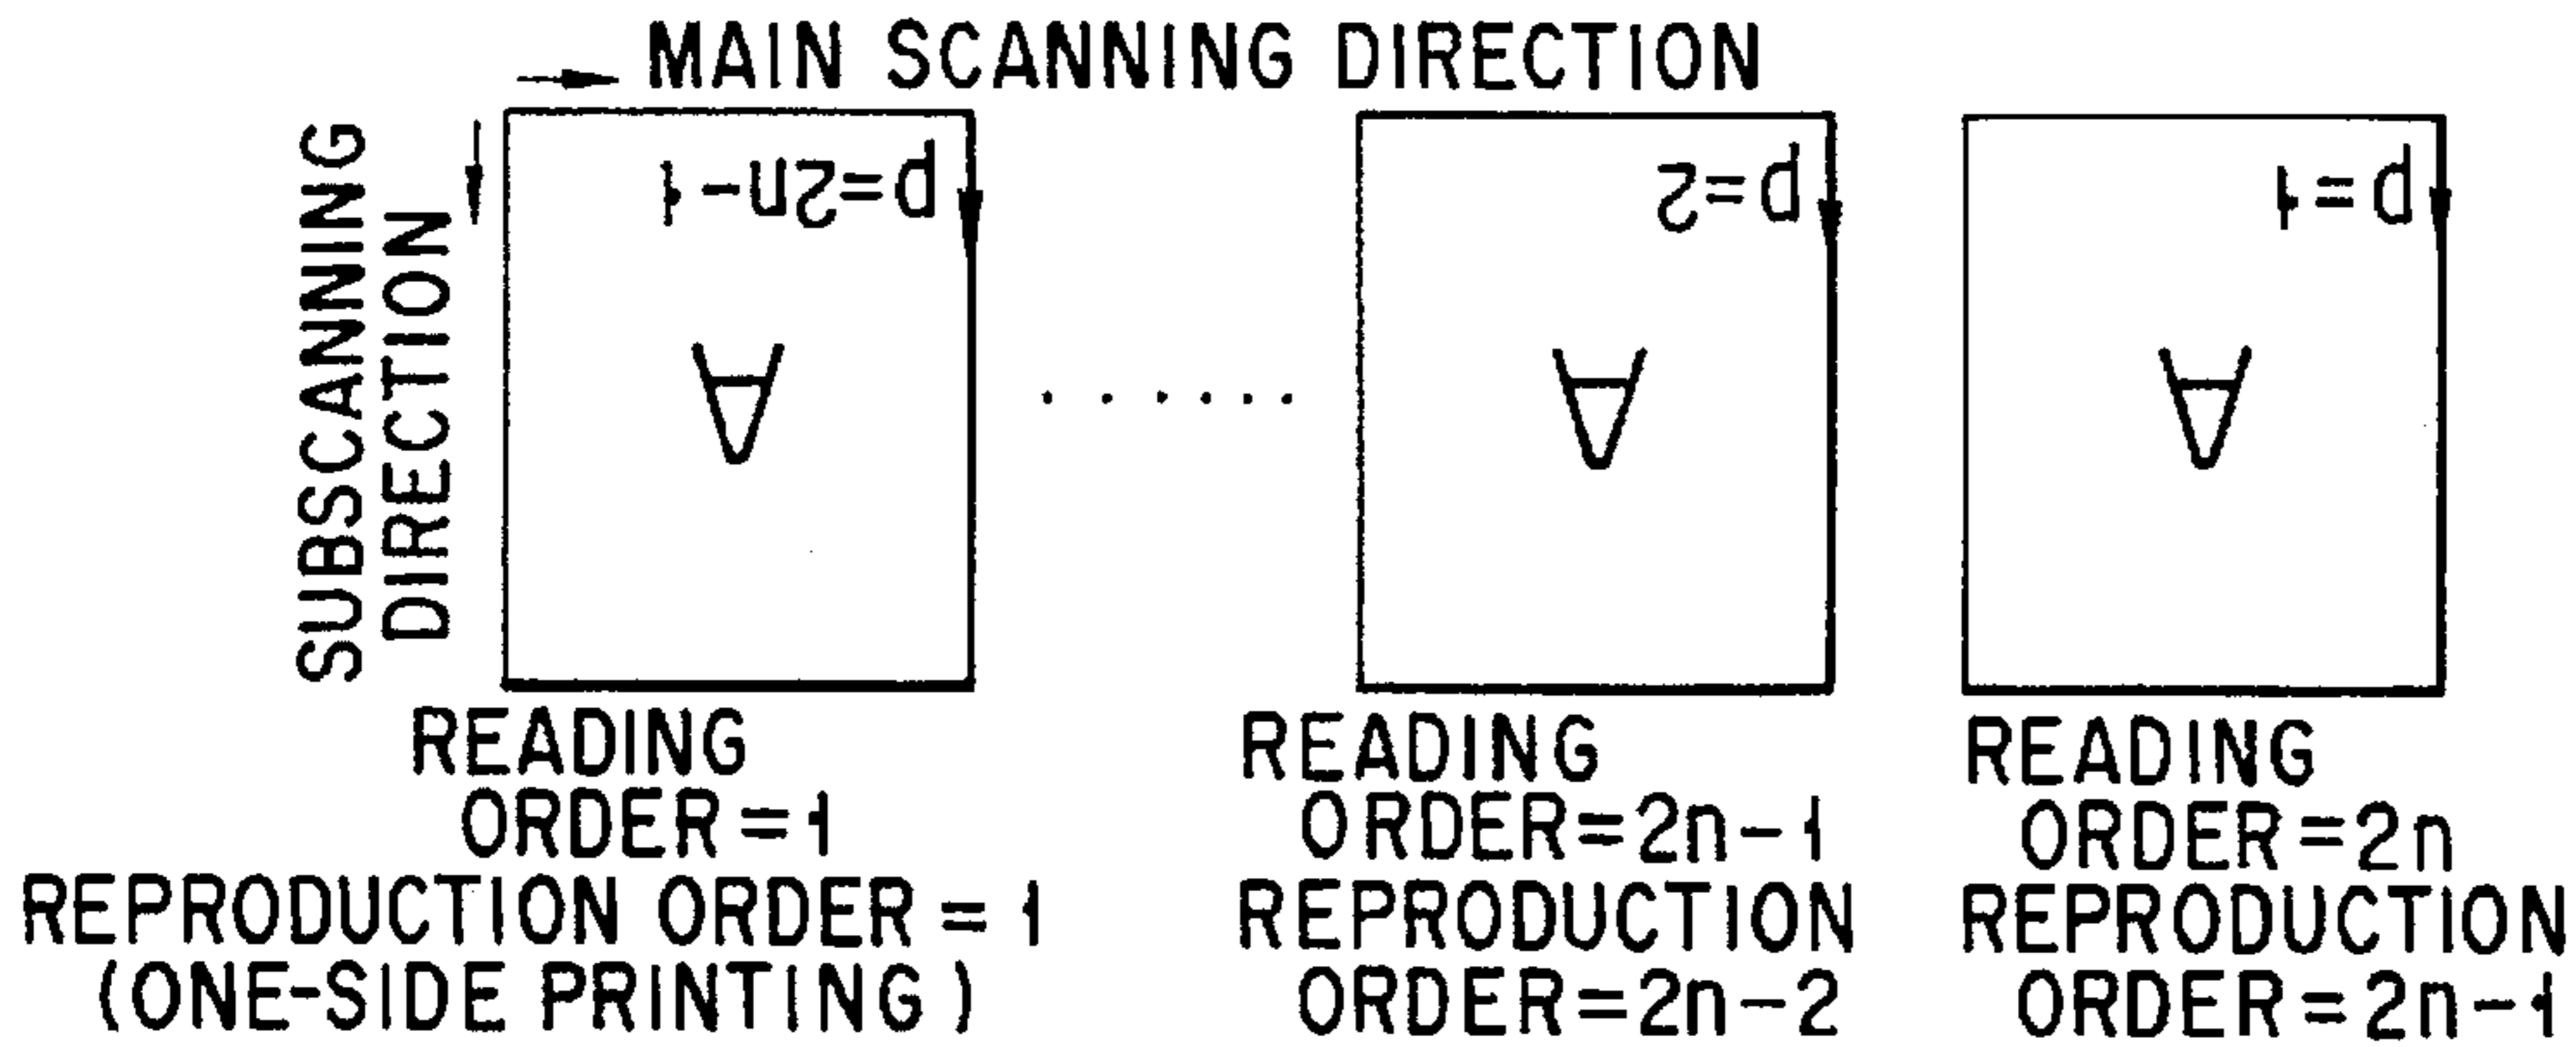 MAIN SCANNING DIRECTION
SUBSCANNING
DIRECTION
p=2n-1
p=2
p=1
A
A
A
READING
ORDER=1
REPRODUCTION ORDER=1
(ONE-SIDE PRINTING)
READING
ORDER=2n-1
REPRODUCTION
ORDER=2n-2
READING
ORDER=2n
REPRODUCTION
ORDER=2n-1